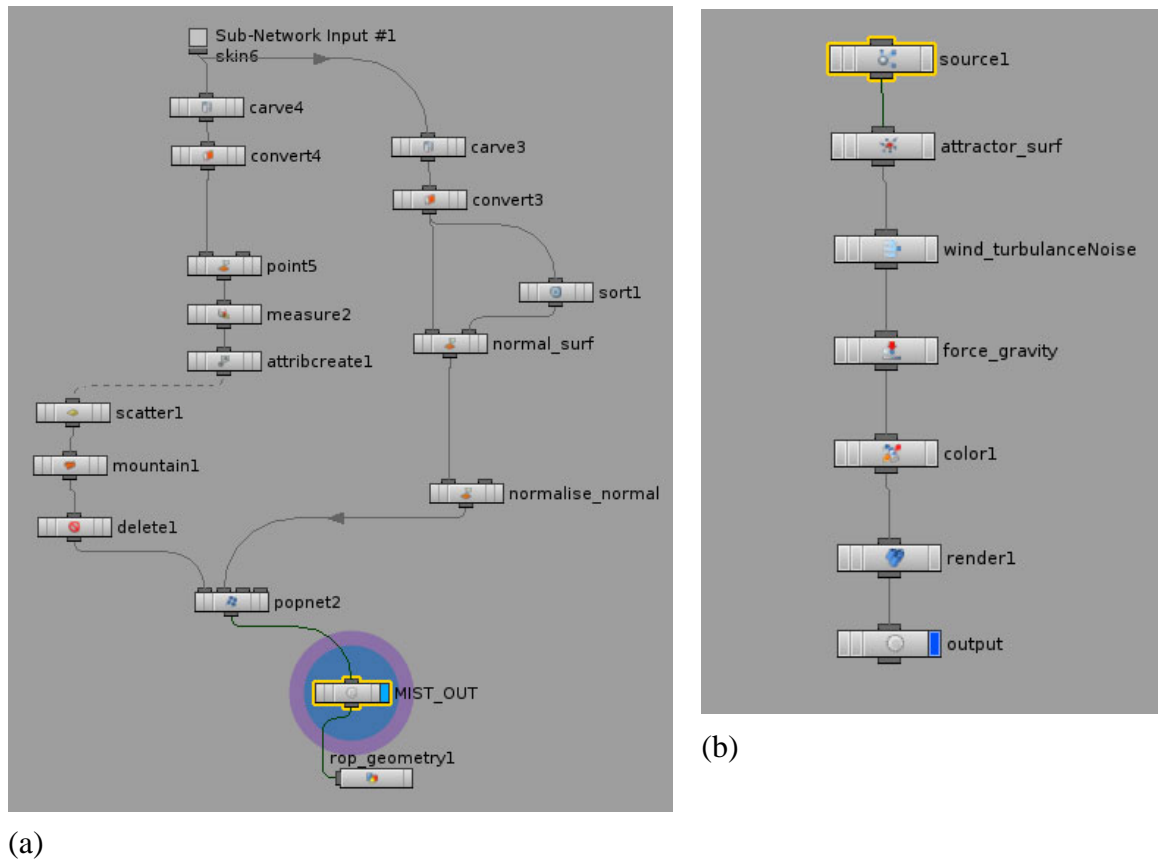 Sub-Network Input #1
skin6
carve4
convert4
carve3
convert3
point5
sort1
measure2
normal_surf
attribcreate1
scatter1
mountain1
normalise_normal
delete1
popnet2
MIST_OUT
rop_geometry1
(a)
source1
attractor_surf
wind_turbulanceNoise
force_gravity
color1
render1
output
(b)